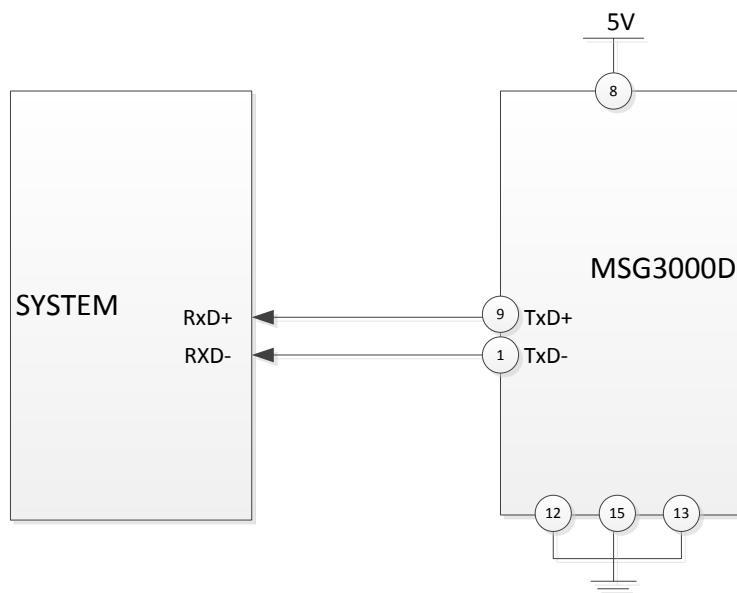 5V
8
MSG3000D
SYSTEM
RxD+
9
TxD+
RXD-
1
TxD-
12
15
13